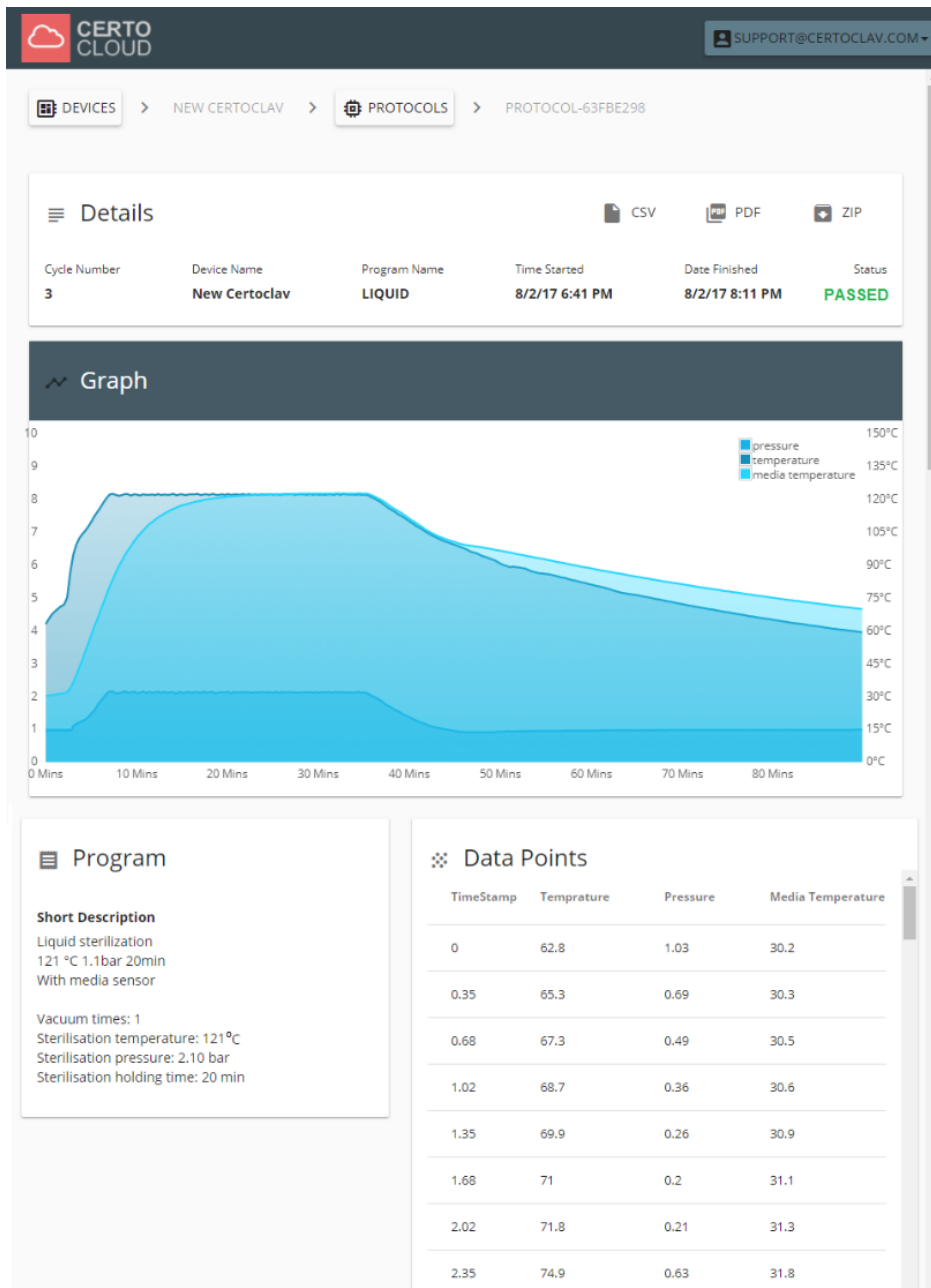 CERTO
CLOUD
SUPPORT@CERTOCLAV.COM
DEVICES > NEW CERTOCLAV > PROTOCOLS > PROTOCOL-63FBE298
Details
CSV PDF ZIP
Cycle Number Device Name Program Name Time Started Date Finished Status
3 New Certoclav LIQUID 8/2/17 6:41 PM 8/2/17 8:11 PM PASSED
Graph
10 150°C
pressure
temperature
9 135°C
media temperature
8 120°C
7 105°C
6 90°C
5 75°C
4 60°C
3 45°C
2 30°C
1 15°C
0 0°C
0 Mins 10 Mins 20 Mins 30 Mins 40 Mins 50 Mins 60 Mins 70 Mins 80 Mins
Program
Short Description
Liquid sterilization
121 °C 1.1bar 20min
With media sensor
Vacuum times: 1
Sterilisation temperature: 121°C
Sterilisation pressure: 2.10 bar
Sterilisation holding time: 20 min
Data Points
TimeStamp Temprature Pressure Media Temperature
0 62.8 1.03 30.2
0.35 65.3 0.69 30.3
0.68 67.3 0.49 30.5
1.02 68.7 0.36 30.6
1.35 69.9 0.26 30.9
1.68 71 0.2 31.1
2.02 71.8 0.21 31.3
2.35 74.9 0.63 31.8